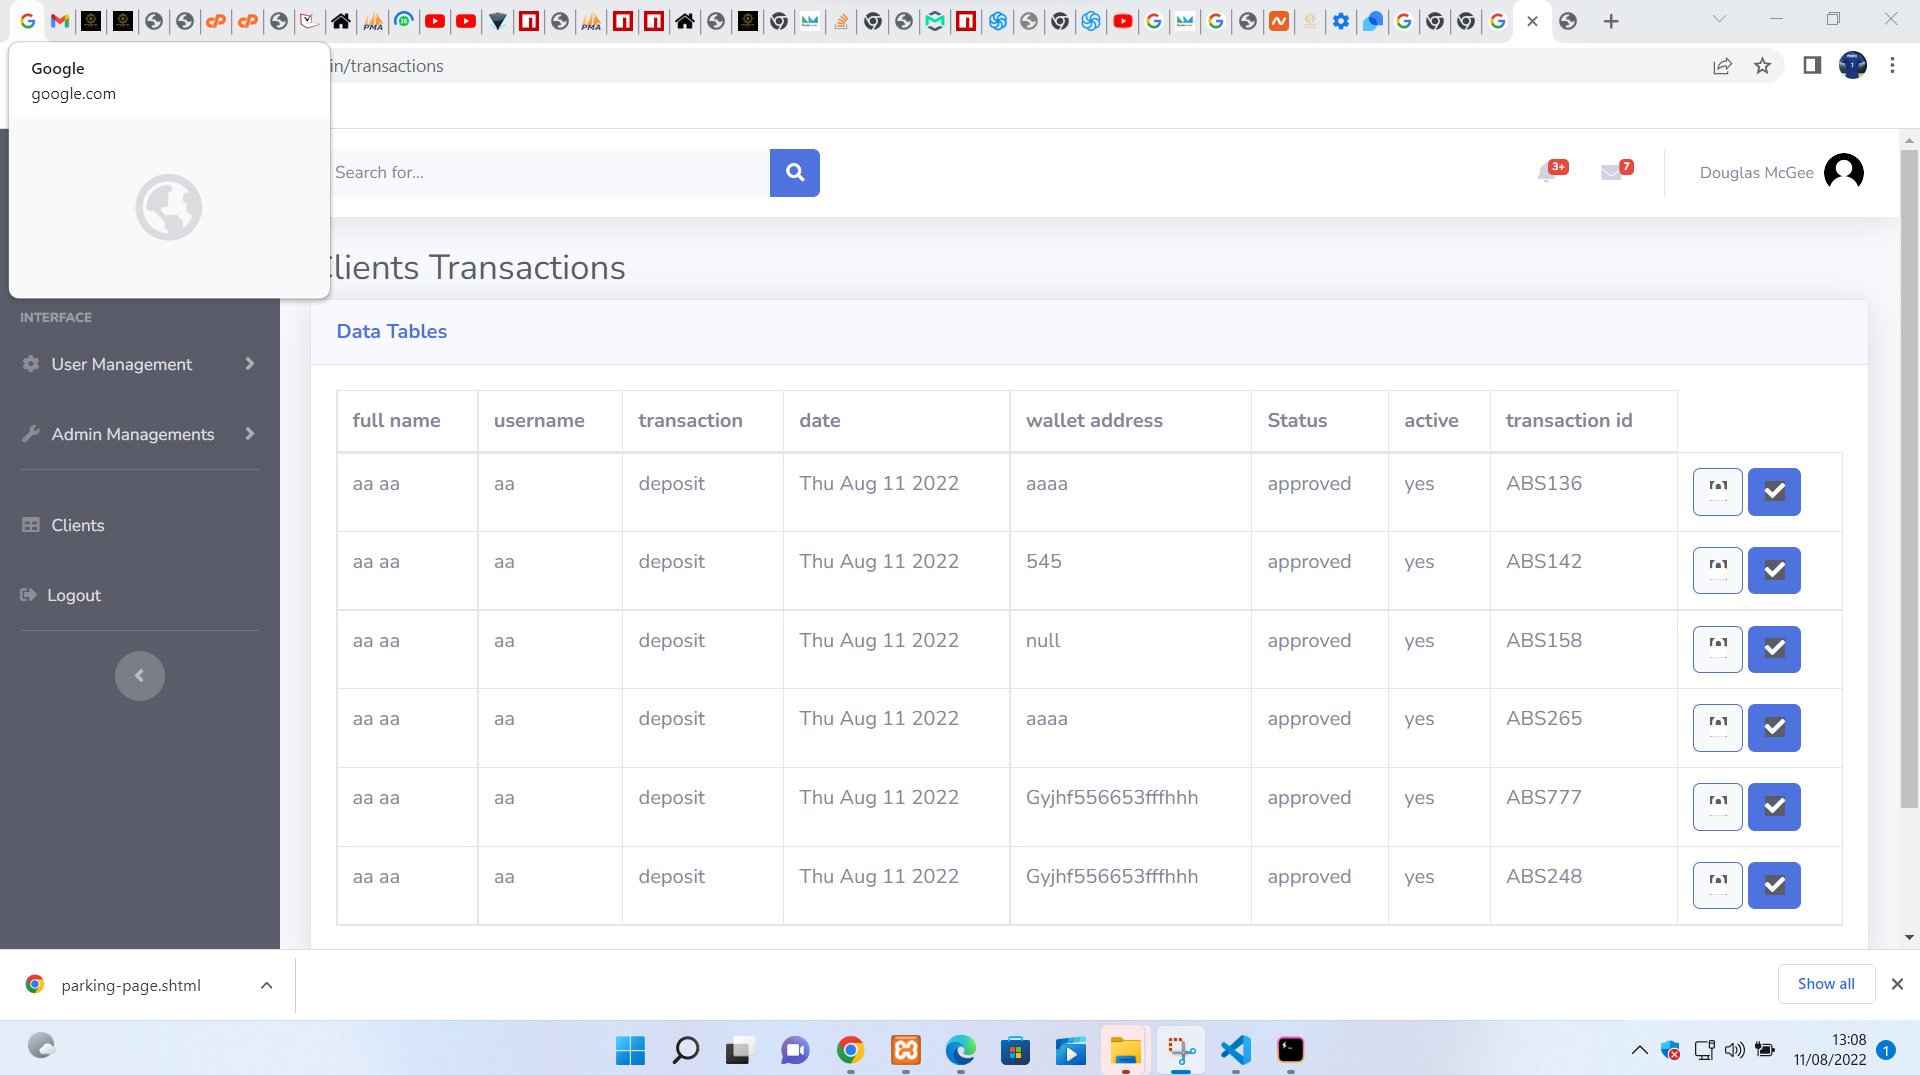 Google
google.com
in/transactions
Search for...
3+
7
Douglas McGee
Clients Transactions
INTERFACE
User Management
Admin Managements
Clients
Logout
Data Tables
full name username transaction date wallet address Status active transaction id
aa aa aa deposit Thu Aug 11 2022 aaaa approved yes ABS136
aa aa aa deposit Thu Aug 11 2022 545 approved yes ABS142
aa aa aa deposit Thu Aug 11 2022 null approved yes ABS158
aa aa aa deposit Thu Aug 11 2022 aaaa approved yes ABS265
aa aa aa deposit Thu Aug 11 2022 Gyjhf556653fffhhh approved yes ABS777
aa aa aa deposit Thu Aug 11 2022 Gyjhf556653fffhhh approved yes ABS248
parking-page.shtml
Show all
13:08
11/08/2022
1